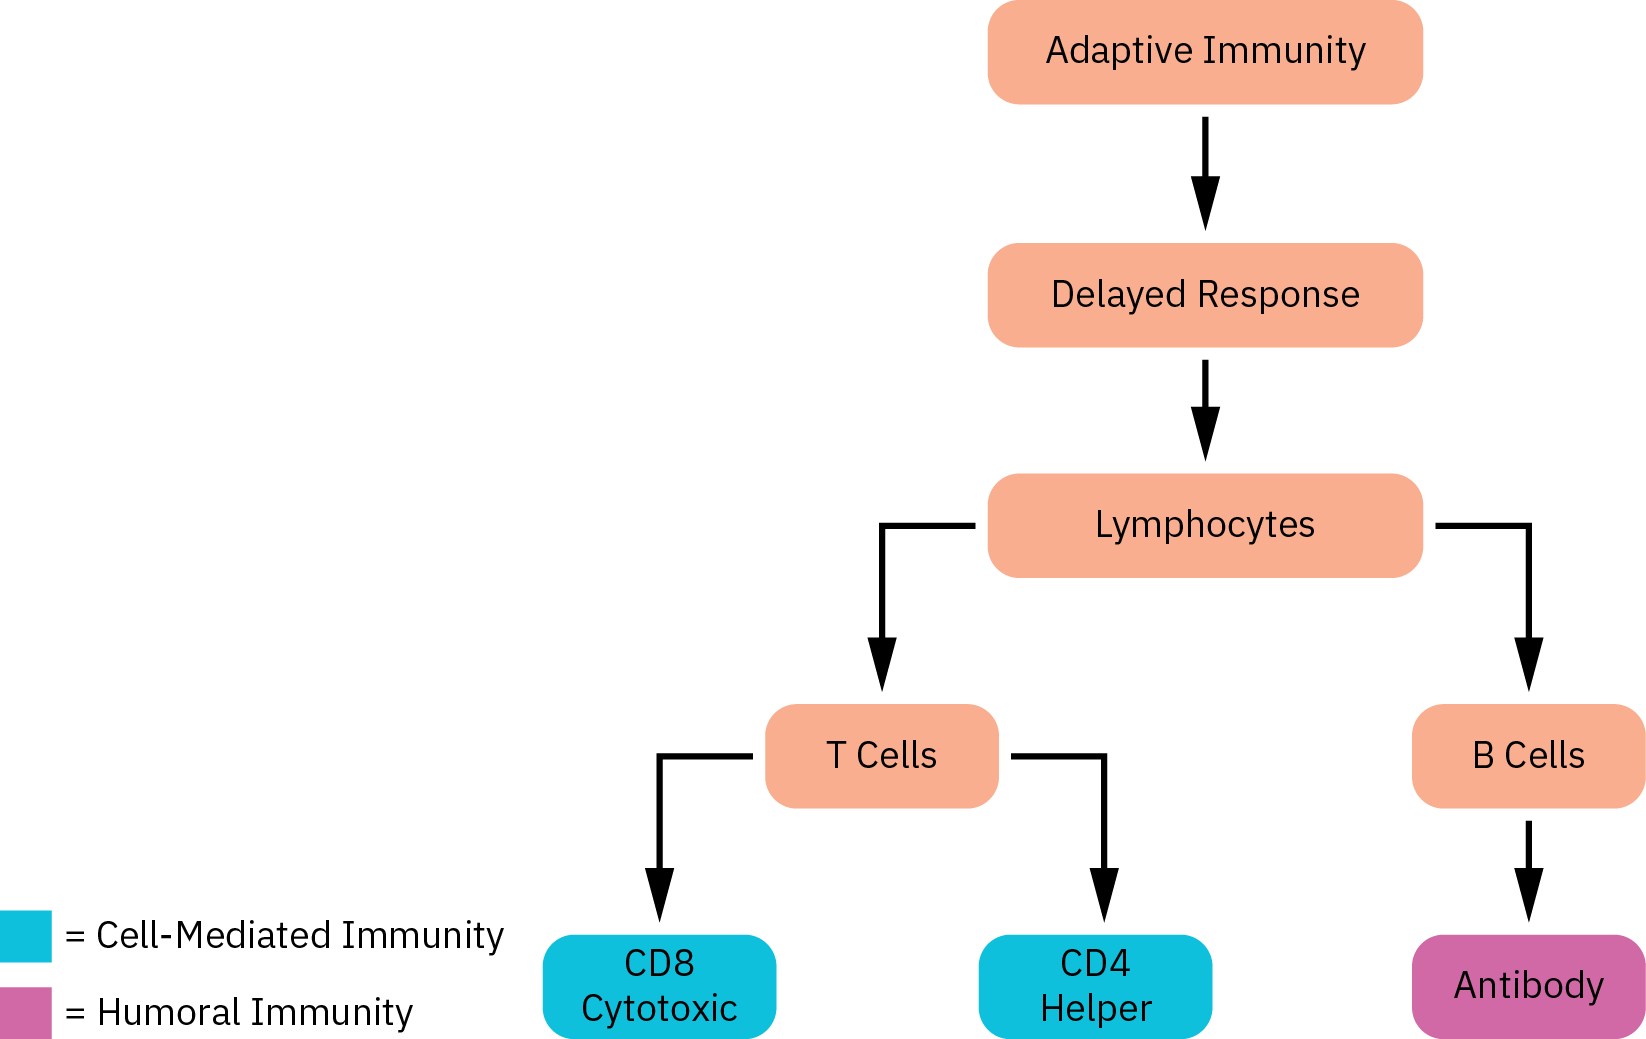 Adaptive Immunity
Delayed Response
Lymphocytes
T Cells
B Cells
CD8
Cytotoxic
CD4
Helper
Antibody
= Cell-Mediated Immunity
= Humoral Immunity